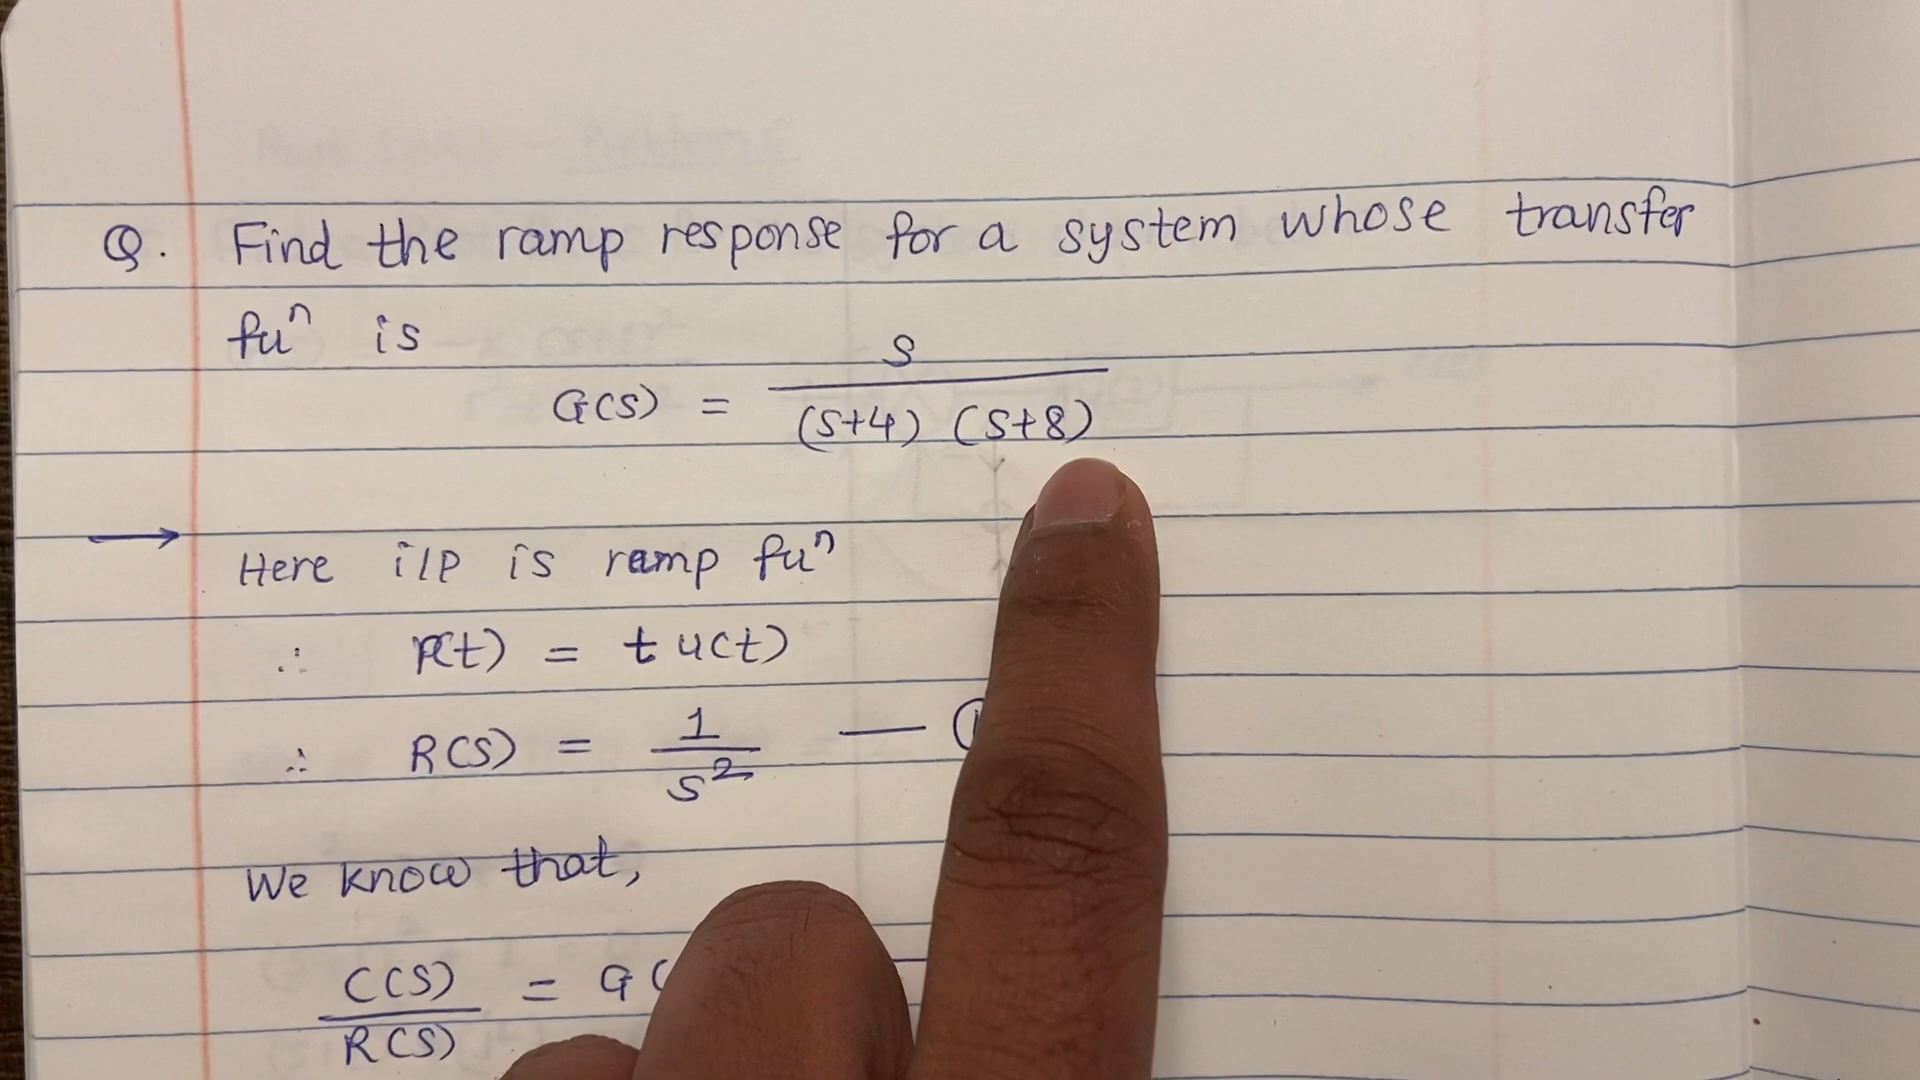 Q. Find the ramp response for a system whose transfer
fuⁿ is
G(s) = s / (s+4) (s+8)
→ Here i/p is ramp fuⁿ
∴ r(t) = t u(t)
∴ R(s) = 1 / s² — ①
We know that,
C(s) / R(s) = G(